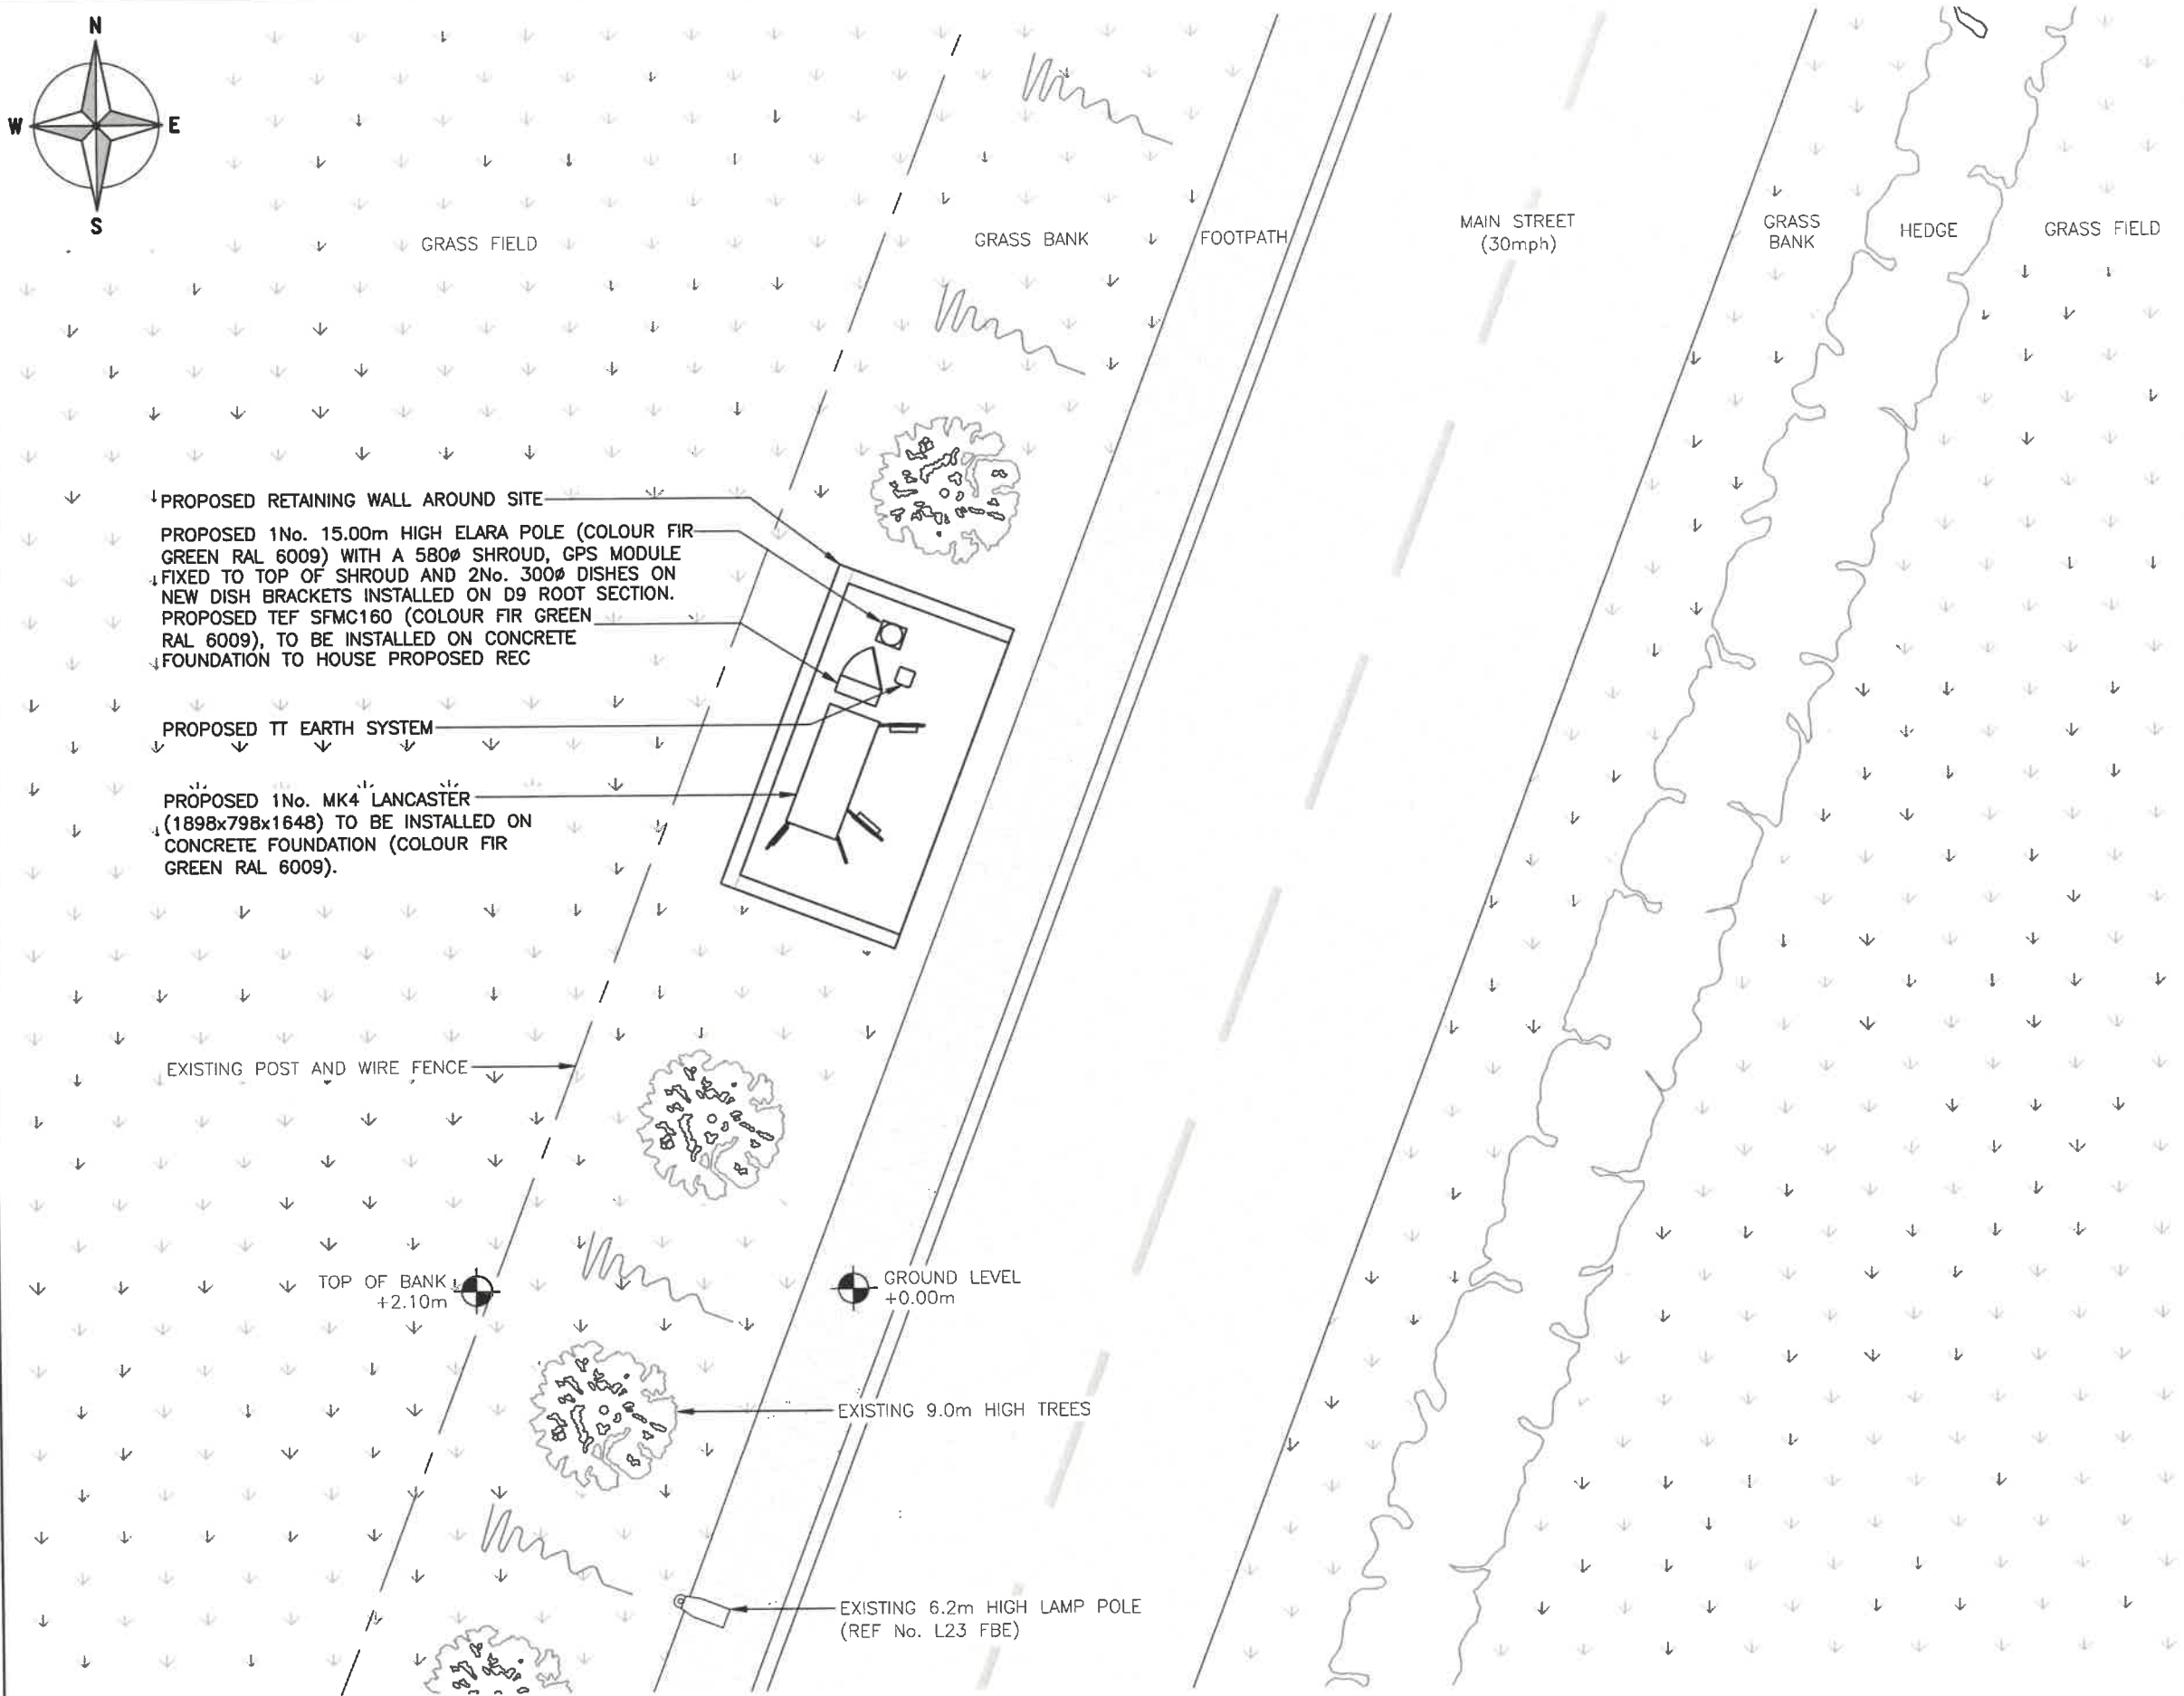 N
W E
S
GRASS FIELD
GRASS BANK
FOOTPATH
MAIN STREET
(30mph)
GRASS
BANK
HEDGE
GRASS FIELD
PROPOSED RETAINING WALL AROUND SITE
PROPOSED 1No. 15.00m HIGH ELARA POLE (COLOUR FIR
GREEN RAL 6009) WITH A 580ø SHROUD, GPS MODULE
FIXED TO TOP OF SHROUD AND 2No. 300ø DISHES ON
NEW DISH BRACKETS INSTALLED ON D9 ROOT SECTION.
PROPOSED TEF SFMC160 (COLOUR FIR GREEN
RAL 6009), TO BE INSTALLED ON CONCRETE
FOUNDATION TO HOUSE PROPOSED REC
PROPOSED TT EARTH SYSTEM
PROPOSED 1No. MK4 LANCASTER
(1898x798x1648) TO BE INSTALLED ON
CONCRETE FOUNDATION (COLOUR FIR
GREEN RAL 6009).
EXISTING POST AND WIRE FENCE
TOP OF BANK
+2.10m
GROUND LEVEL
+0.00m
EXISTING 9.0m HIGH TREES
EXISTING 6.2m HIGH LAMP POLE
(REF No. L23 FBE)